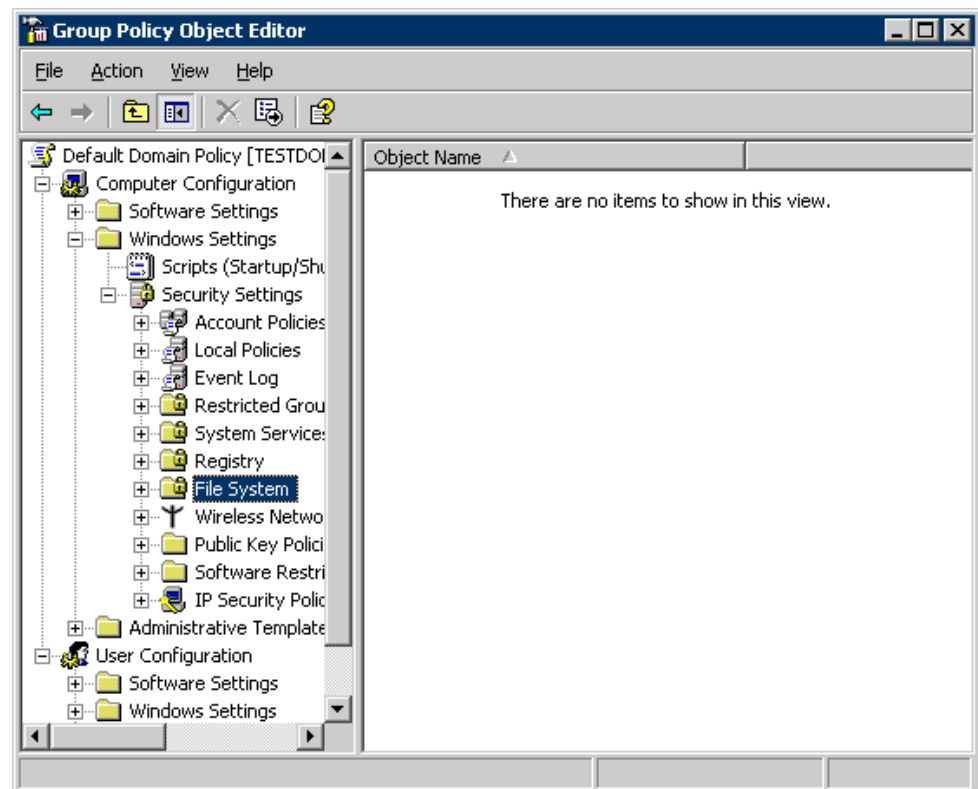 Group Policy Object Editor
File Action View Help
Default Domain Policy [TESTDO
Computer Configuration
Software Settings
Windows Settings
Scripts (Startup/Shu
Security Settings
Account Policies
Local Policies
Event Log
Restricted Grou
System Services
Registry
File System
Wireless Netwo
Public Key Polici
Software Restri
IP Security Polic
Administrative Template
User Configuration
Software Settings
Windows Settings
Object Name
There are no items to show in this view.